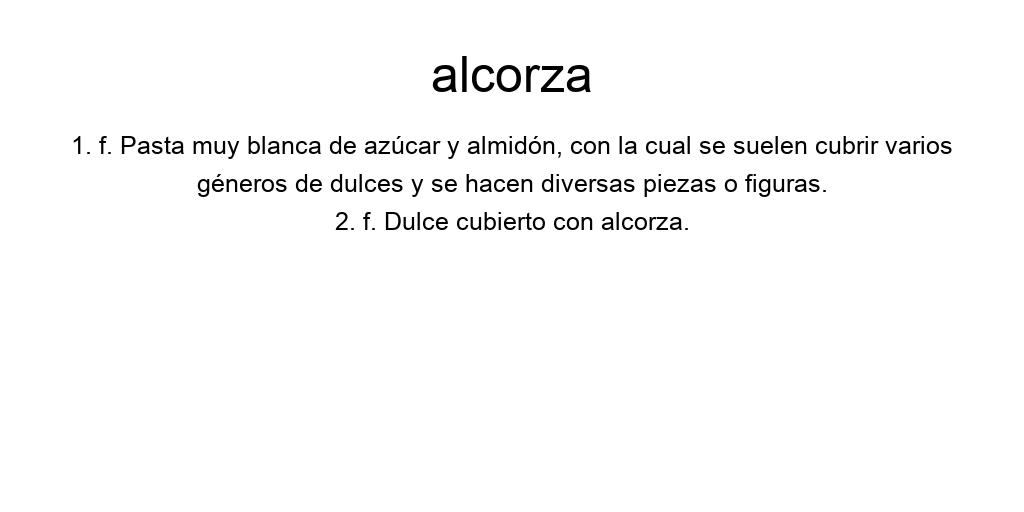 alcorza
1. f. Pasta muy blanca de azúcar y almidón, con la cual se suelen cubrir varios
géneros de dulces y se hacen diversas piezas o figuras.
2. f. Dulce cubierto con alcorza.